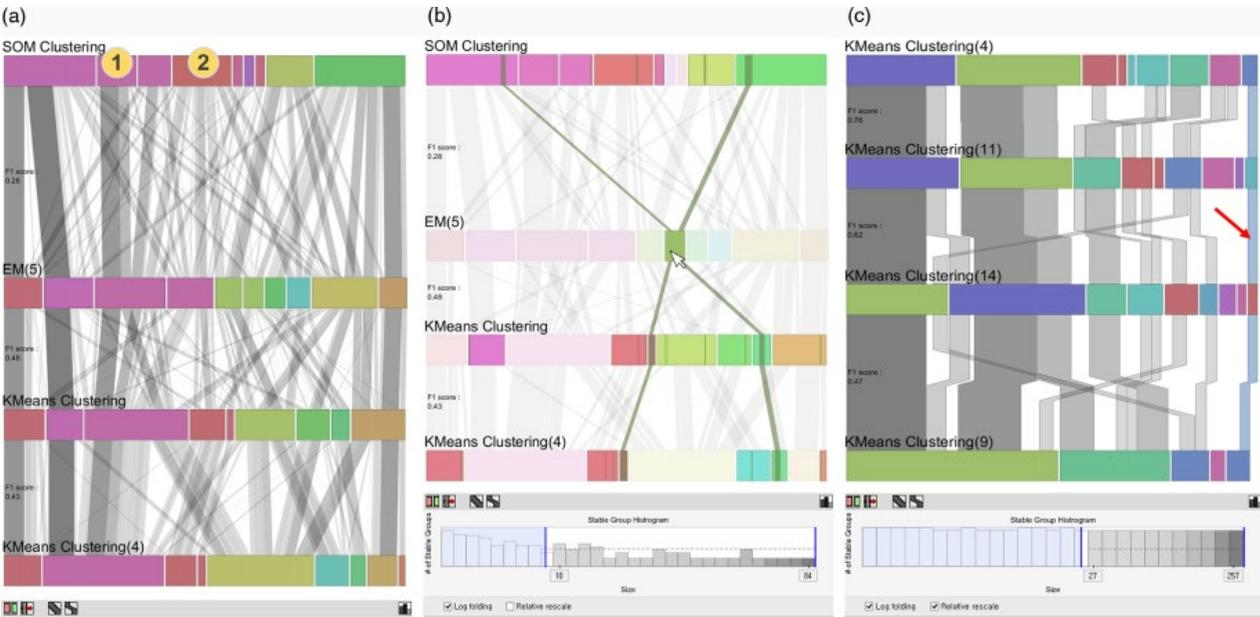 (a)
SOM Clustering
1
2
F1 score :
0.28
EM(5)
F1 score :
0.48
KMeans Clustering
F1 score :
0.43
KMeans Clustering(4)
(b)
SOM Clustering
F1 score :
0.28
EM(5)
F1 score :
0.48
KMeans Clustering
F1 score :
0.43
KMeans Clustering(4)
Stable Group Histogram
# of Stable Groups
10
84
Size
Log folding
Relative rescale
(c)
KMeans Clustering(4)
F1 score :
0.76
KMeans Clustering(11)
F1 score :
0.62
KMeans Clustering(14)
F1 score :
0.47
KMeans Clustering(9)
Stable Group Histogram
# of Stable Groups
27
257
Size
Log folding
Relative rescale